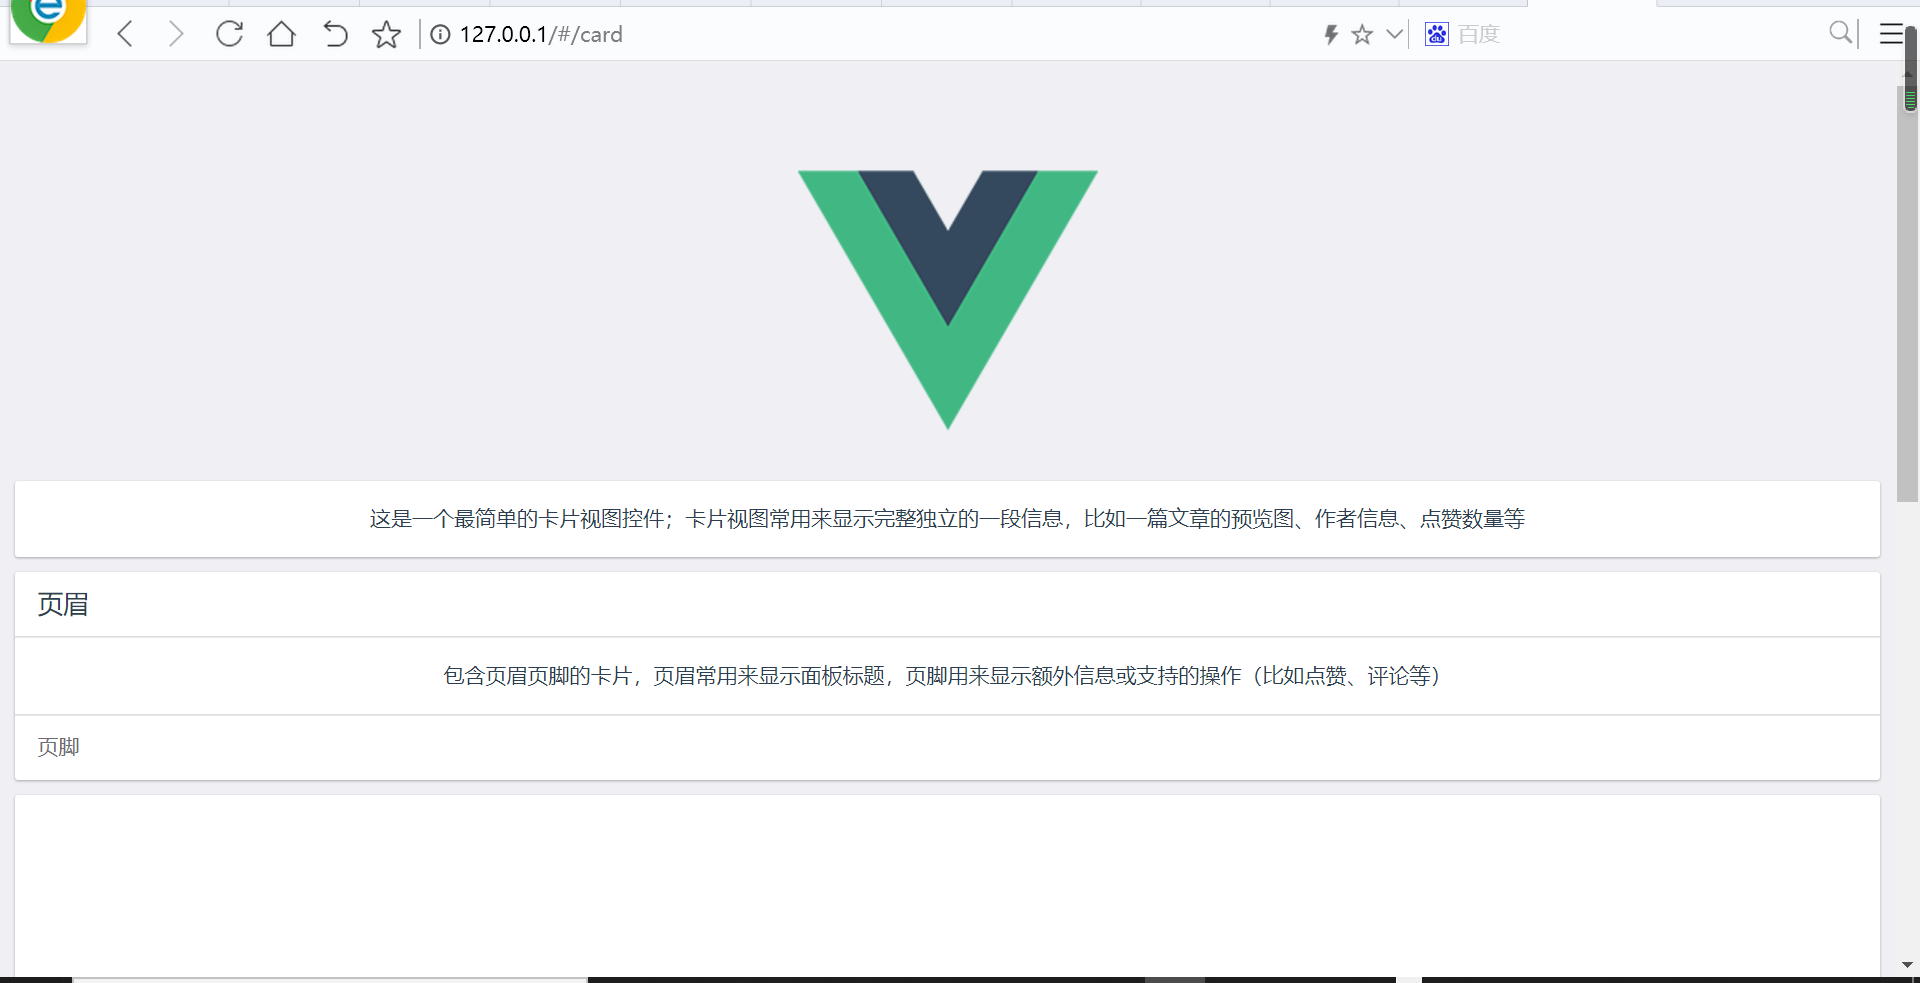 127.0.0.1/#/card
百度
这是一个最简单的卡片视图控件；卡片视图常用来显示完整独立的一段信息，比如一篇文章的预览图、作者信息、点赞数量等
页眉
包含页眉页脚的卡片，页眉常用来显示面板标题，页脚用来显示额外信息或支持的操作（比如点赞、评论等）
页脚